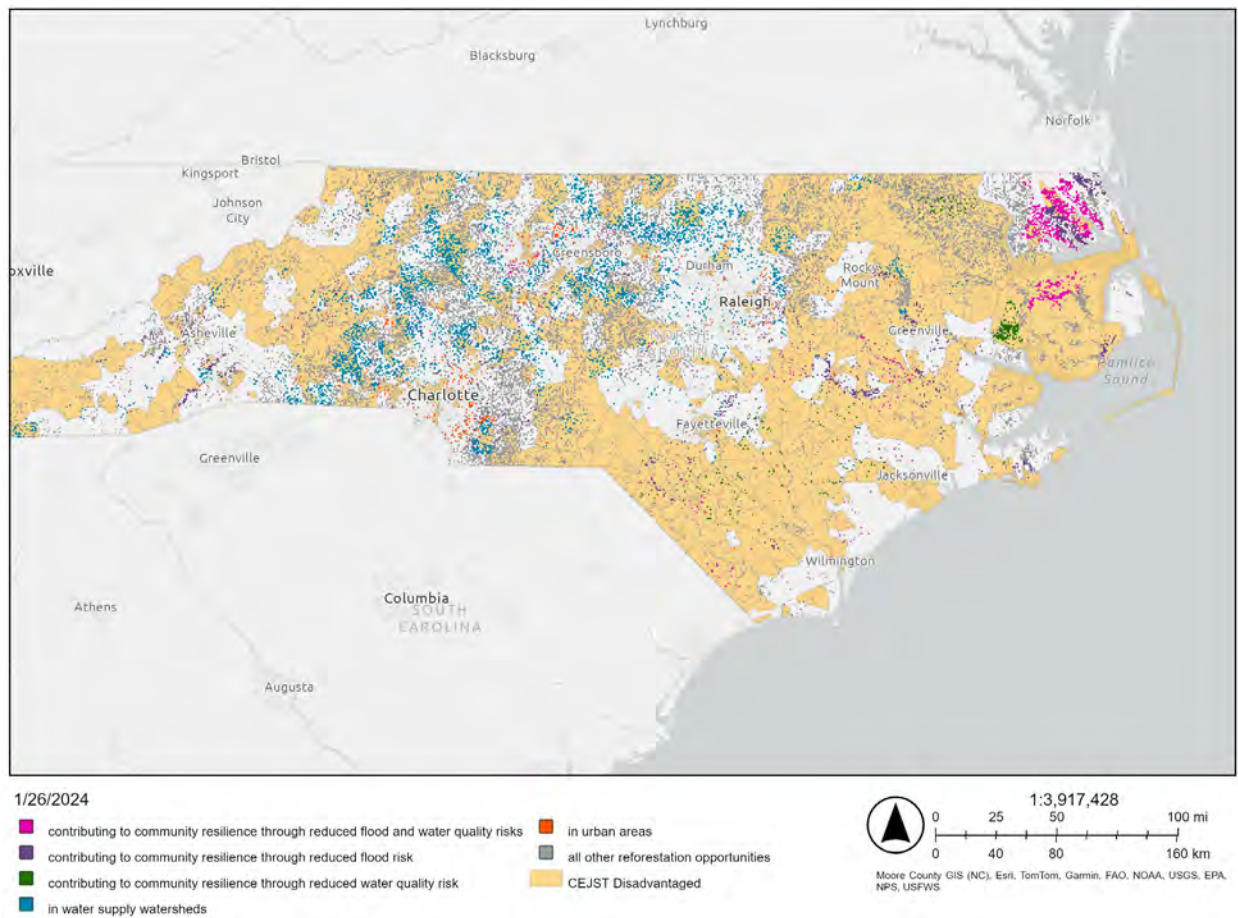 Lynchburg
Blacksburg
Norfolk
Bristol
Kingsport
Johnson
City
oxville
Greensboro
Durham
Rocky
Mount
Raleigh
Asheville
Greenville
Pamlico
Sound
Charlotte
Fayetteville
Greenville
Jacksonville
Wilmington
Athens
Columbia
SOUTH
CAROLINA
Augusta
1/26/2024
contributing to community resilience through reduced flood and water quality risks
contributing to community resilience through reduced flood risk
contributing to community resilience through reduced water quality risk
in water supply watersheds
in urban areas
all other reforestation opportunities
CEJST Disadvantaged
1:3,917,428
0 25 50 100 mi
0 40 80 160 km
Moore County GIS (NC), Esri, TomTom, Garmin, FAO, NOAA, USGS, EPA,
NPS, USFWS